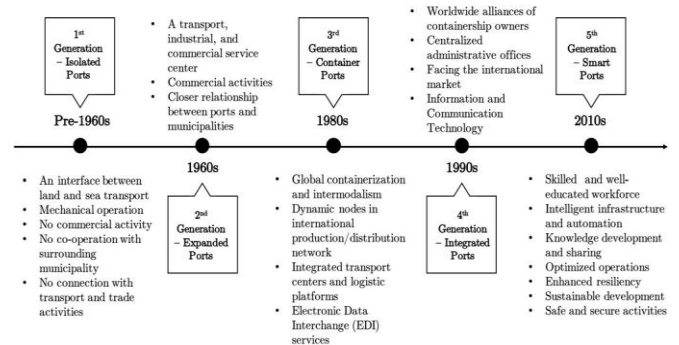 1st
Generation
– Isolated
Ports
Pre-1960s
• An interface between
land and sea transport
• Mechanical operation
• No commercial activity
• No co-operation with
surrounding
municipality
• No connection with
transport and trade
activities
• A transport,
industrial, and
commercial service
center
• Commercial activities
• Closer relationship
between ports and
municipalities
1960s
2nd
Generation
– Expanded
Ports
3rd
Generation
– Container
Ports
1980s
• Global containerization
and intermodalism
• Dynamic nodes in
international
production/distribution
network
• Integrated transport
centers and logistic
platforms
• Electronic Data
Interchange (EDI)
services
• Worldwide alliances of
containership owners
• Centralized
administrative offices
• Facing the international
market
• Information and
Communication
Technology
1990s
4th
Generation
– Integrated
Ports
5th
Generation
– Smart
Ports
2010s
• Skilled and well-
educated workforce
• Intelligent infrastructure
and automation
• Knowledge development
and sharing
• Optimized operations
• Enhanced resiliency
• Sustainable development
• Safe and secure activities